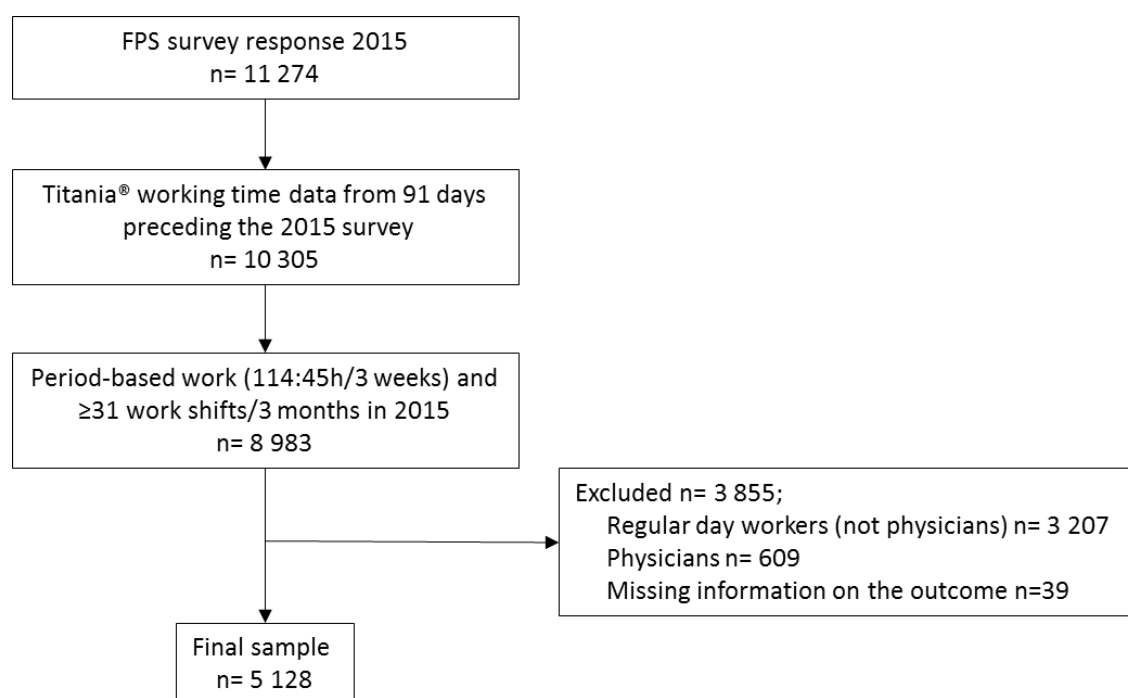 FPS survey response 2015
n= 11 274
Titania® working time data from 91 days
preceding the 2015 survey
n= 10 305
Period-based work (114:45h/3 weeks) and
≥31 work shifts/3 months in 2015
n= 8 983
Excluded n= 3 855;
Regular day workers (not physicians) n= 3 207
Physicians n= 609
Missing information on the outcome n=39
Final sample
n= 5 128